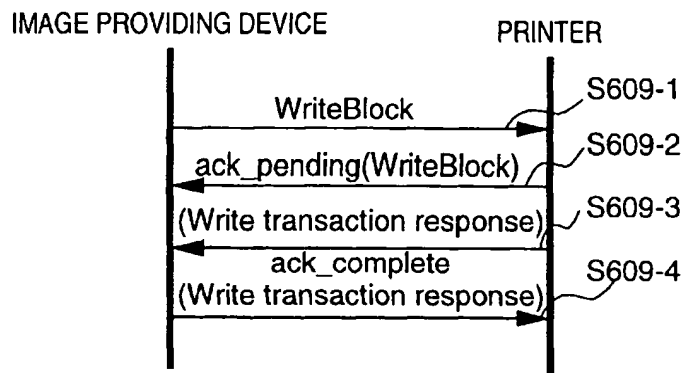 IMAGE PROVIDING DEVICE
PRINTER
WriteBlock
S609-1
ack_pending(WriteBlock)
S609-2
(Write transaction response)
S609-3
ack_complete
(Write transaction response)
S609-4